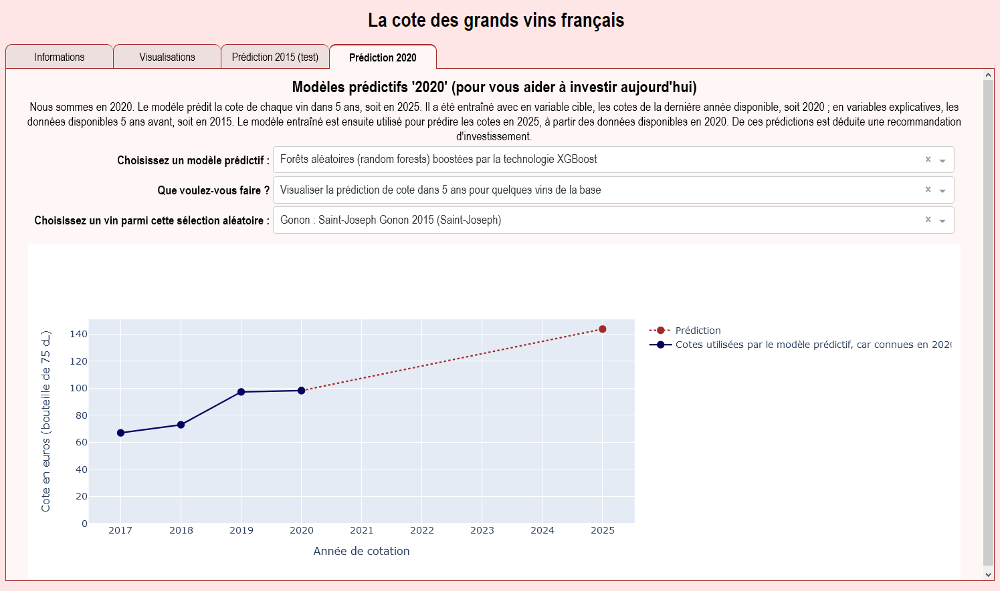 La cote des grands vins français
Informations
Visualisations
Prédiction 2015 (test)
Prédiction 2020
Modèles prédictifs '2020' (pour vous aider à investir aujourd'hui)
Nous sommes en 2020. Le modèle prédit la cote de chaque vin dans 5 ans, soit en 2025. Il a été entraîné avec en variable cible, les cotes de la dernière année disponible, soit 2020 ; en variables explicatives, les
données disponibles 5 ans avant, soit en 2015. Le modèle entraîné est ensuite utilisé pour prédire les cotes en 2025, à partir des données disponibles en 2020. De ces prédictions est déduite une recommandation
d'investissement.
Choisissez un modèle prédictif : Forêts aléatoires (random forests) boostées par la technologie XGBoost ×
Que voulez-vous faire ? Visualiser la prédiction de cote dans 5 ans pour quelques vins de la base ×
Choisissez un vin parmi cette sélection aléatoire : Gonon : Saint-Joseph Gonon 2015 (Saint-Joseph) ×
Cote en euros (bouteille de 75 cL)
140
120
100
80
60
40
20
0
2017 2018 2019 2020 2021 2022 2023 2024 2025
Année de cotation
Prédiction
Cotes utilisées par le modèle prédictif, car connues en 202